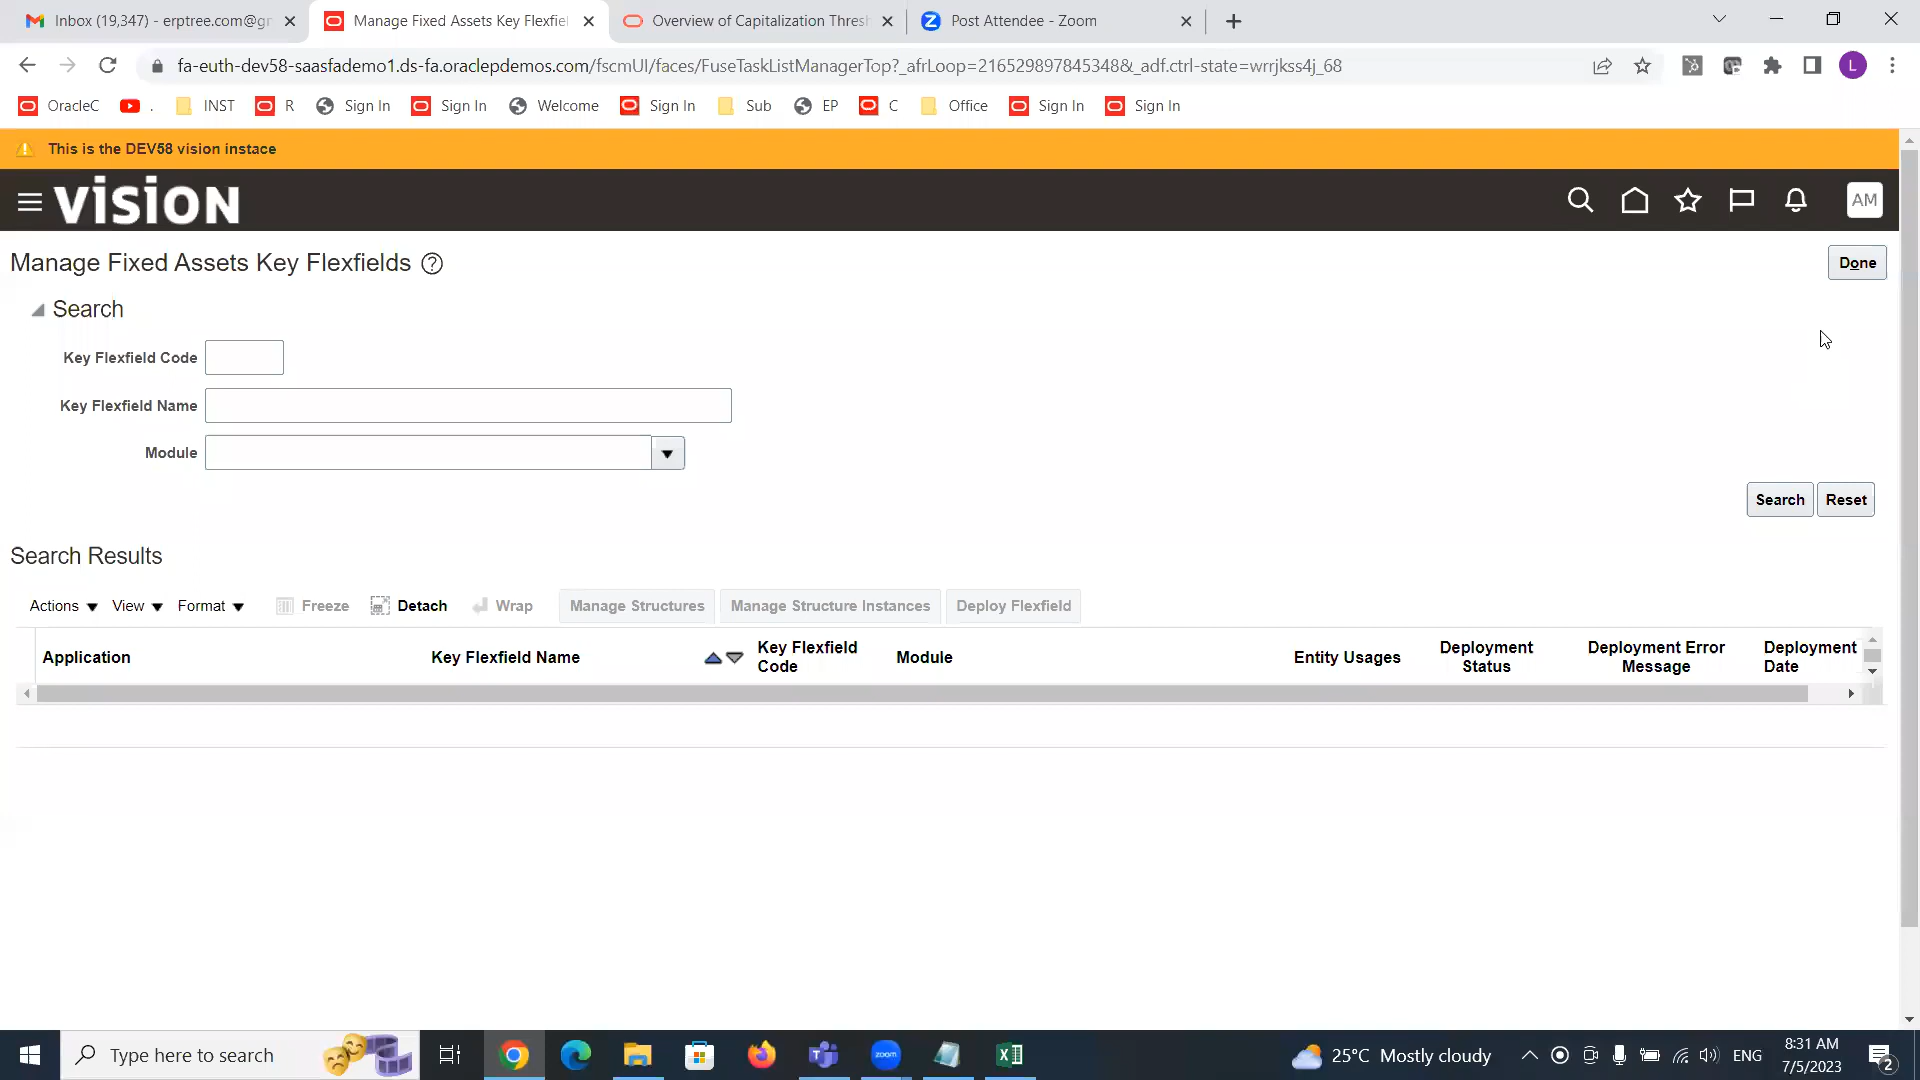 Inbox (19,347) - erptree.com@gr
Manage Fixed Assets Key Flexfiel
Overview of Capitalization Thresh
Post Attendee - Zoom
fa-euth-dev58-saasfademo1.ds-fa.oraclepdemos.com/fscmUI/faces/FuseTaskListManagerTop?_afrLoop=216529897845348&_adf.ctrl-state=wrrjkss4j_68
L
OracleC . INST R Sign In Sign In Welcome Sign In Sub EP C Office Sign In Sign In
This is the DEV58 vision instace
vision
AM
Manage Fixed Assets Key Flexfields
Done
Search
Key Flexfield Code
Key Flexfield Name
Module
Search Reset
Search Results
Actions View Format Freeze Detach Wrap Manage Structures Manage Structure Instances Deploy Flexfield
Application
Key Flexfield Name
Key Flexfield
Code
Module
Entity Usages
Deployment
Status
Deployment Error
Message
Deployment
Date
Type here to search
zoom
25°C Mostly cloudy
ENG
8:31 AM
7/5/2023
2